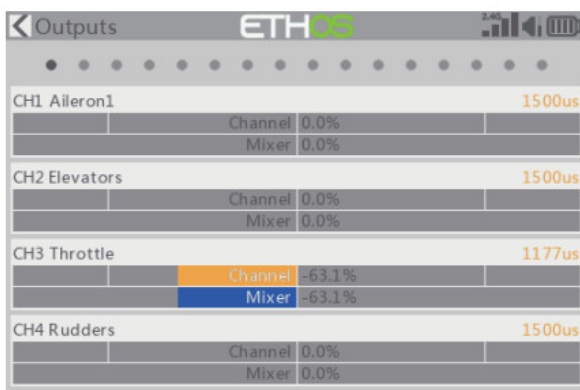 Outputs ETHOS 2.4G
CH1 Aileron1 1500us
Channel 0.0%
Mixer 0.0%
CH2 Elevators 1500us
Channel 0.0%
Mixer 0.0%
CH3 Throttle 1177us
Channel -63.1%
Mixer -63.1%
CH4 Rudders 1500us
Channel 0.0%
Mixer 0.0%